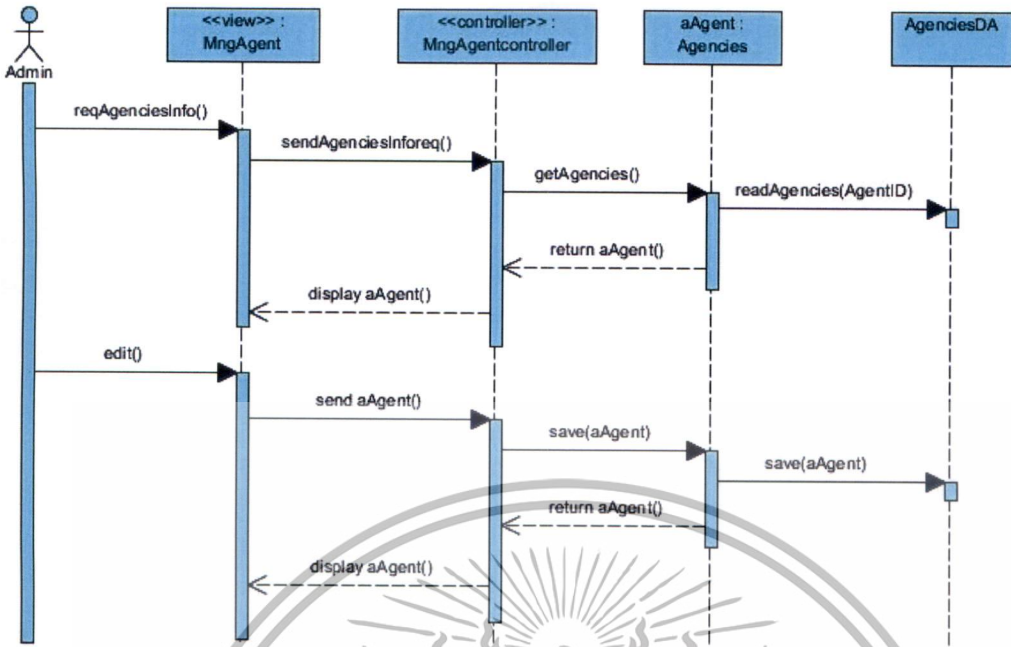 <<view>> :
MngAgent
<<controller>> :
MngAgentcontroller
aAgent :
Agencies
AgenciesDA
Admin
reqAgenciesInfo()
sendAgenciesInforeq()
getAgencies()
readAgencies(AgentID)
return aAgent()
display aAgent()
edit()
send aAgent()
save(aAgent)
save(aAgent)
return aAgent()
display aAgent()